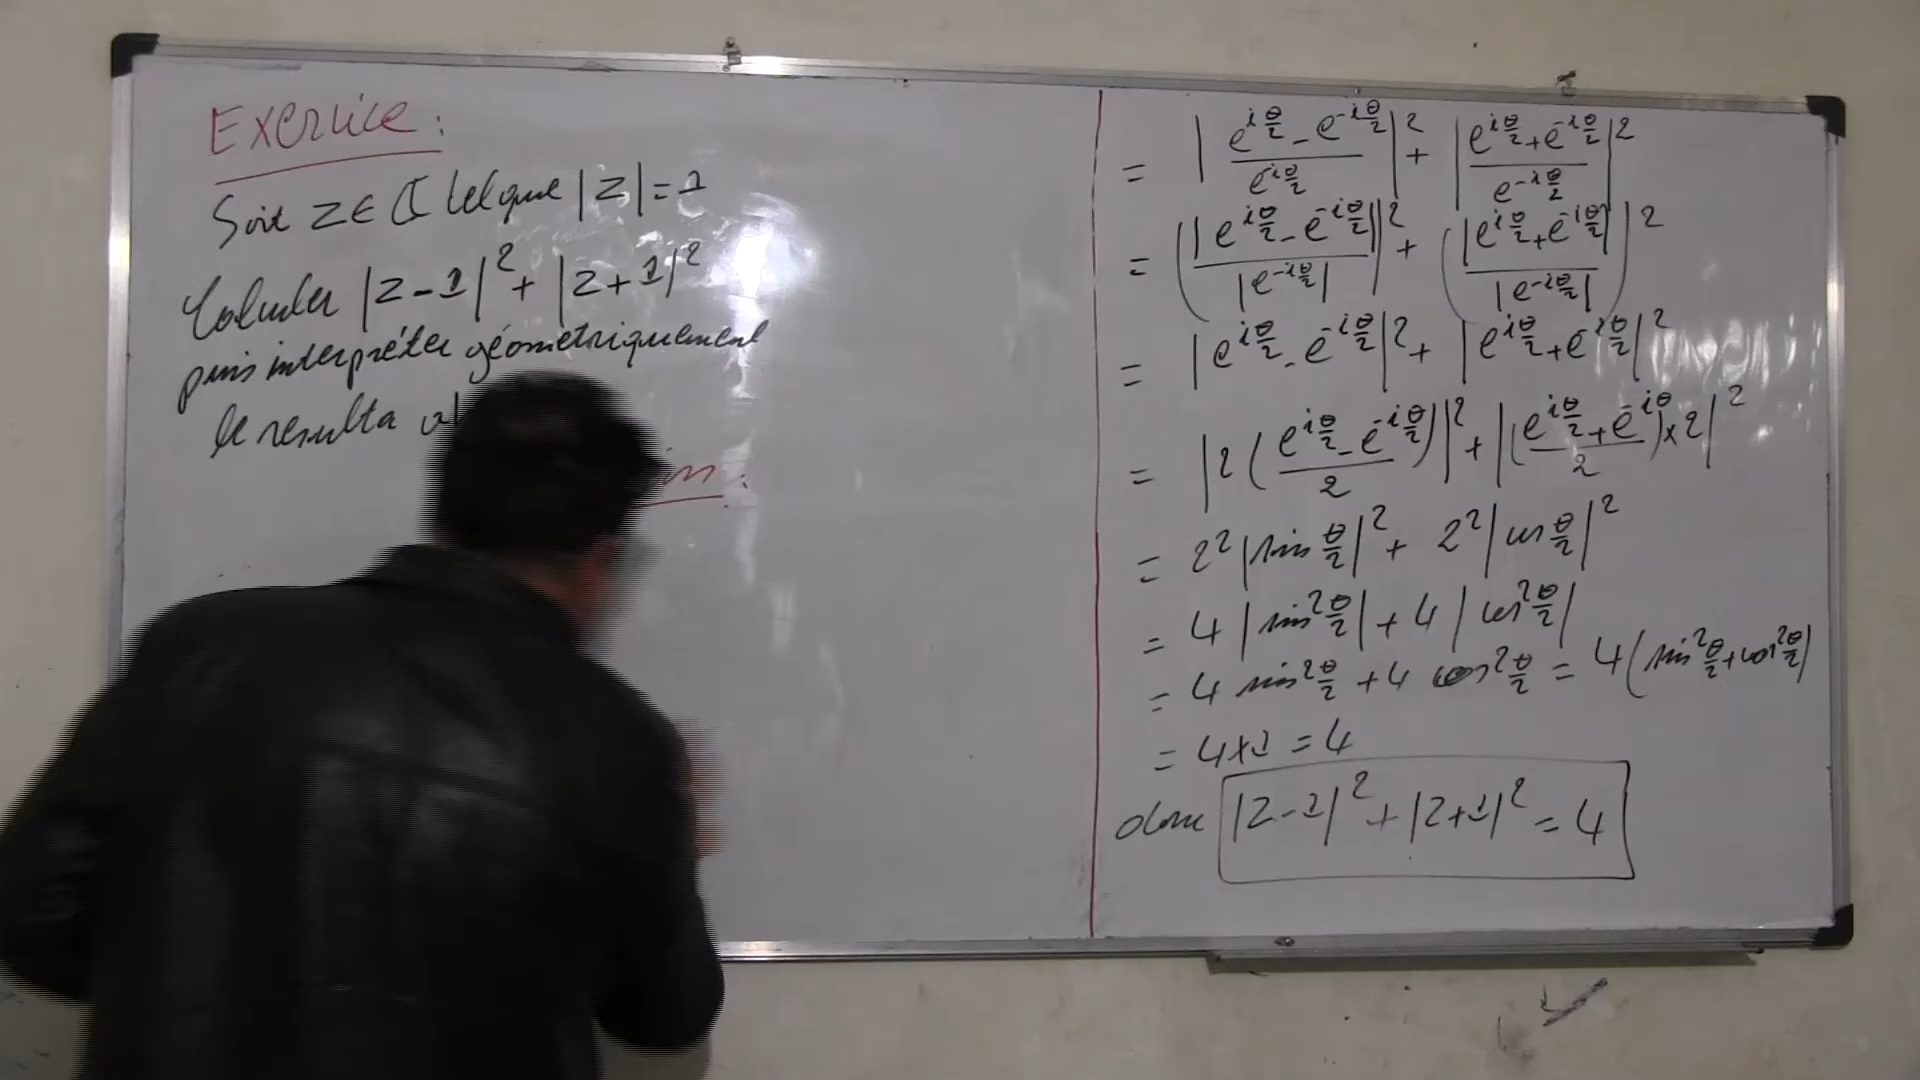 Exercice :
Soit z ∈ ℂ tel que |z| = 1
Calculer |z-1|² + |z+1|²
puis interpréter géométriquement
le resulta
= |(e^{iθ/2} - e^{-iθ/2})/e^{iθ/2}|² + |(e^{iθ/2} + e^{-iθ/2})/e^{-iθ/2}|²
= (|e^{iθ/2} - e^{-iθ/2}|/|e^{-iθ/2}|)² + (|e^{iθ/2} + e^{-iθ/2}|/|e^{-iθ/2}|)²
= |e^{iθ/2} - e^{-iθ/2}|² + |e^{iθ/2} + e^{-iθ/2}|²
= |2((e^{iθ/2} - e^{-iθ/2})/2)|² + |((e^{iθ/2} + e^{-iθ})/2) × 2|²
= 2²|sin θ/2|² + 2²|cos θ/2|²
= 4|sin² θ/2| + 4|cos² θ/2|
= 4 sin² θ/2 + 4 cos² θ/2 = 4(sin² θ/2 + cos² θ/2)
= 4×1 = 4
donc |z-1|² + |z+1|² = 4